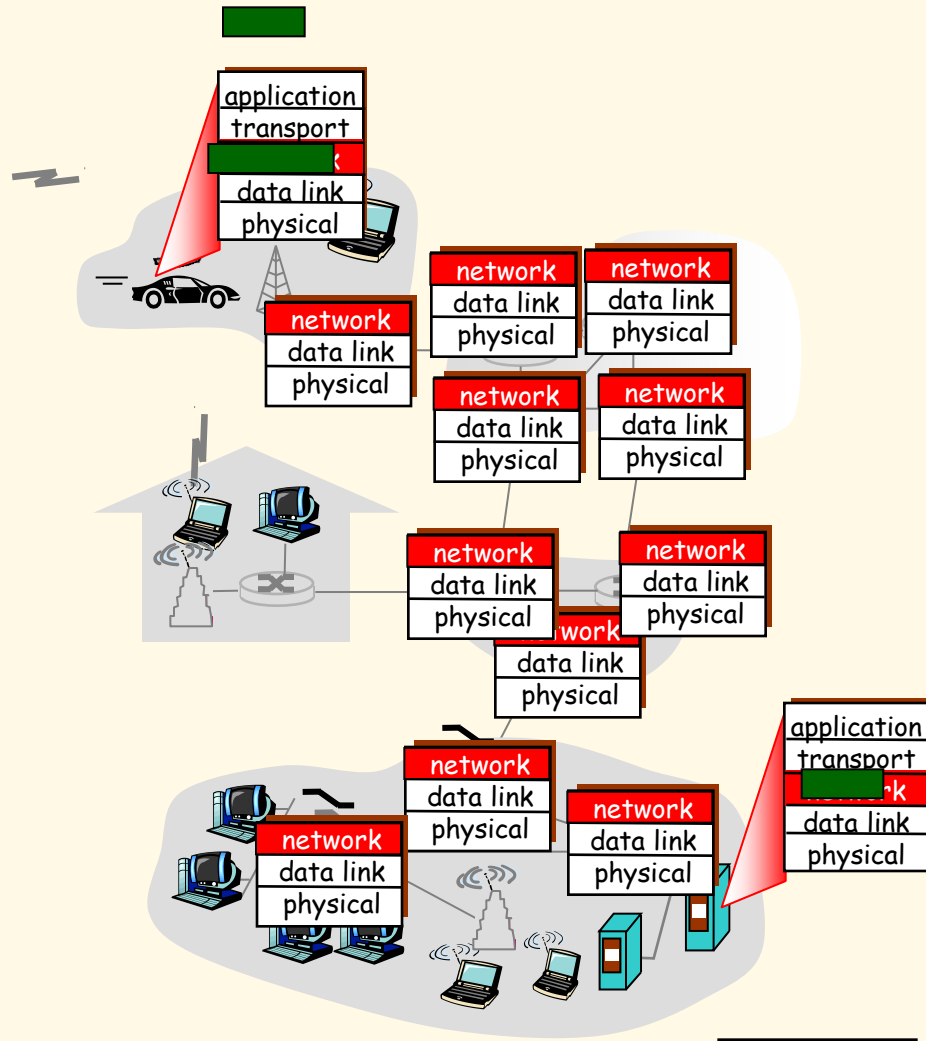 application
transport
data link
physical
network
data link
physical
network
data link
physical
network
data link
physical
network
data link
physical
network
data link
physical
network
data link
physical
network
data link
physical
data link
physical
application
transport
data link
physical
network
data link
physical
network
data link
physical
network
data link
physical